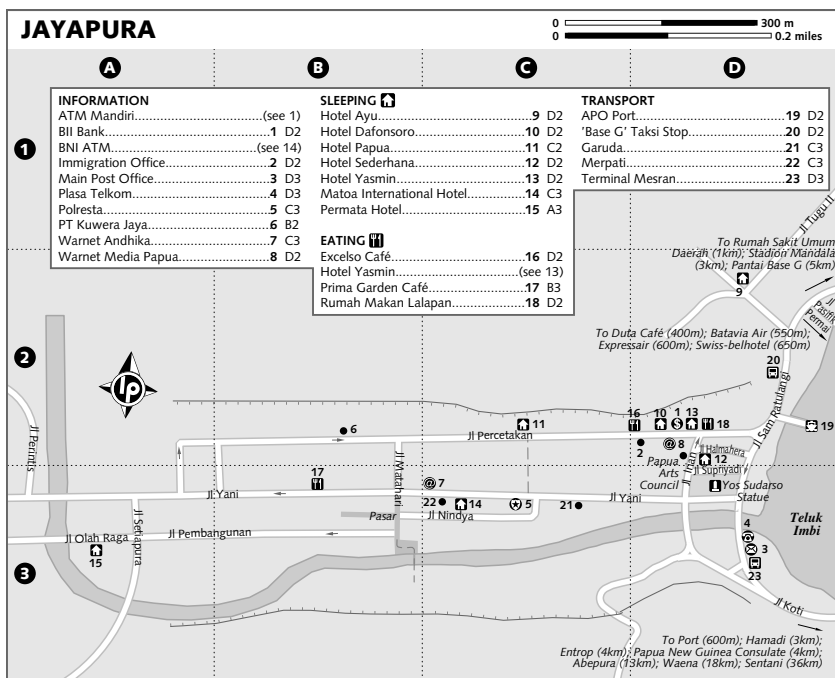 JAYAPURA
0 300 m
0 0.2 miles
A B C D
1
INFORMATION
ATM Mandiri (see 1)
BII Bank 1 D2
BNI ATM (see 14)
Immigration Office 2 D2
Main Post Office 3 D3
Plasa Telkom 4 D3
Polresta 5 C3
PT Kuwera Jaya 6 B2
Warnet Andhika 7 C3
Warnet Media Papua 8 D2
SLEEPING
Hotel Ayu 9 D2
Hotel Dafonsoro 10 D2
Hotel Papua 11 C2
Hotel Sederhana 12 D2
Hotel Yasmin 13 D2
Matoa International Hotel 14 C3
Permata Hotel 15 A3
EATING
Excelso Café 16 D2
Hotel Yasmin (see 13)
Prima Garden Café 17 B3
Rumah Makan Lalapan 18 D2
TRANSPORT
APO Port 19 D2
'Base G' Taksi Stop 20 D2
Garuda 21 C3
Merpati 22 C3
Terminal Mesran 23 D3
Jl Tugu II
To Rumah Sakit Umum
Daerah (1km); Stadion Mandala
(3km); Pantai Base G (5km)
9
Jl
Pasifik
Permai
To Duta Café (400m); Batavia Air (550m);
Expressair (600m); Swiss-belhotel (650m)
2
lp
20
Jl Sam Ratulangi
Jl Perintis
6
11
16 10 1 13
18
19
Jl Percetakan
2
8
Jl Halmahera
12
Jl Irian
Papua
Arts
Council
Jl Supriyadi
Yos Sudarso
Statue
17
Jl Matahari
7
Jl Yani
22
14
5
21
Jl Yani
Jl Nindya
Pasar
Jl Setiapura
Jl Pembangunan
Jl Olah Raga
15
3
4
3
23
Teluk
Imbi
Jl Koti
To Port (600m); Hamadi (3km);
Entrop (4km); Papua New Guinea Consulate (4km);
Abepura (13km); Waena (18km); Sentani (36km)